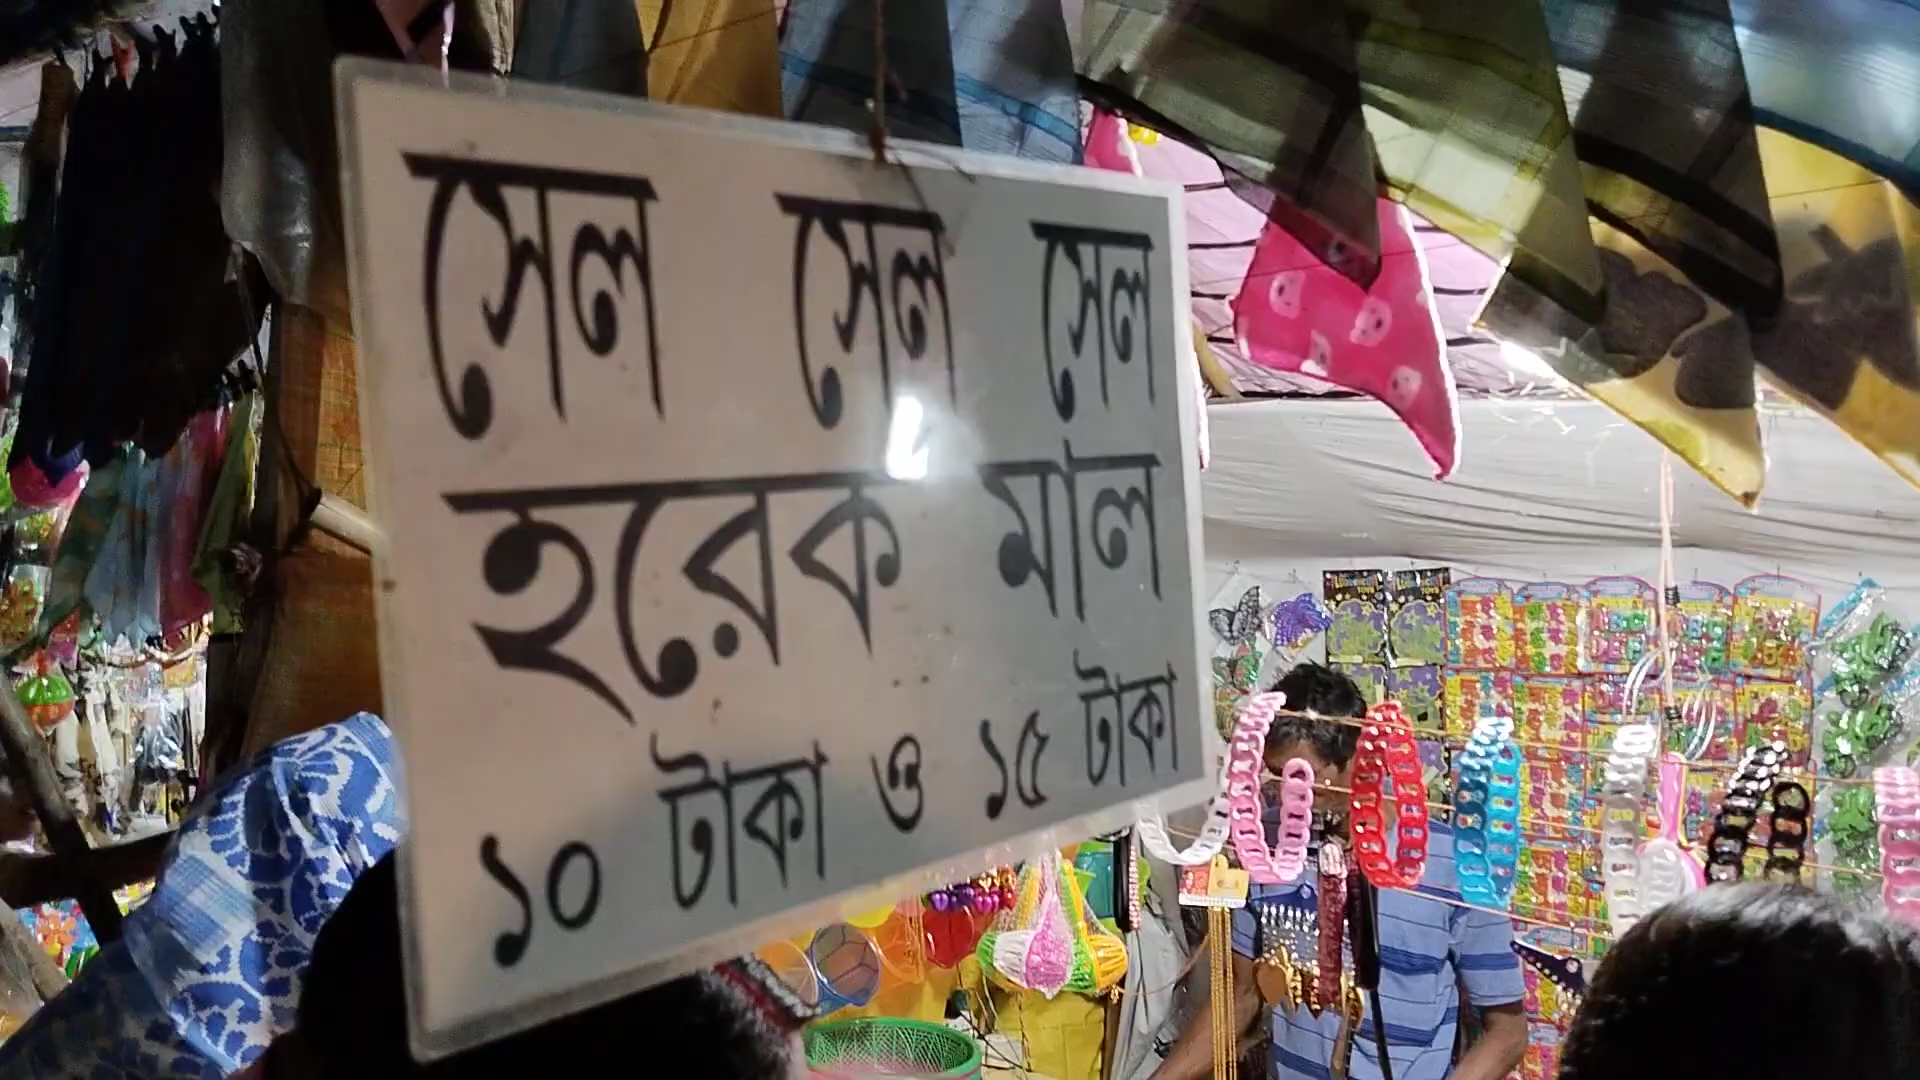 সেল সেল সেল
হরেক মাল
১০ টাকা ও ১৫ টাকা